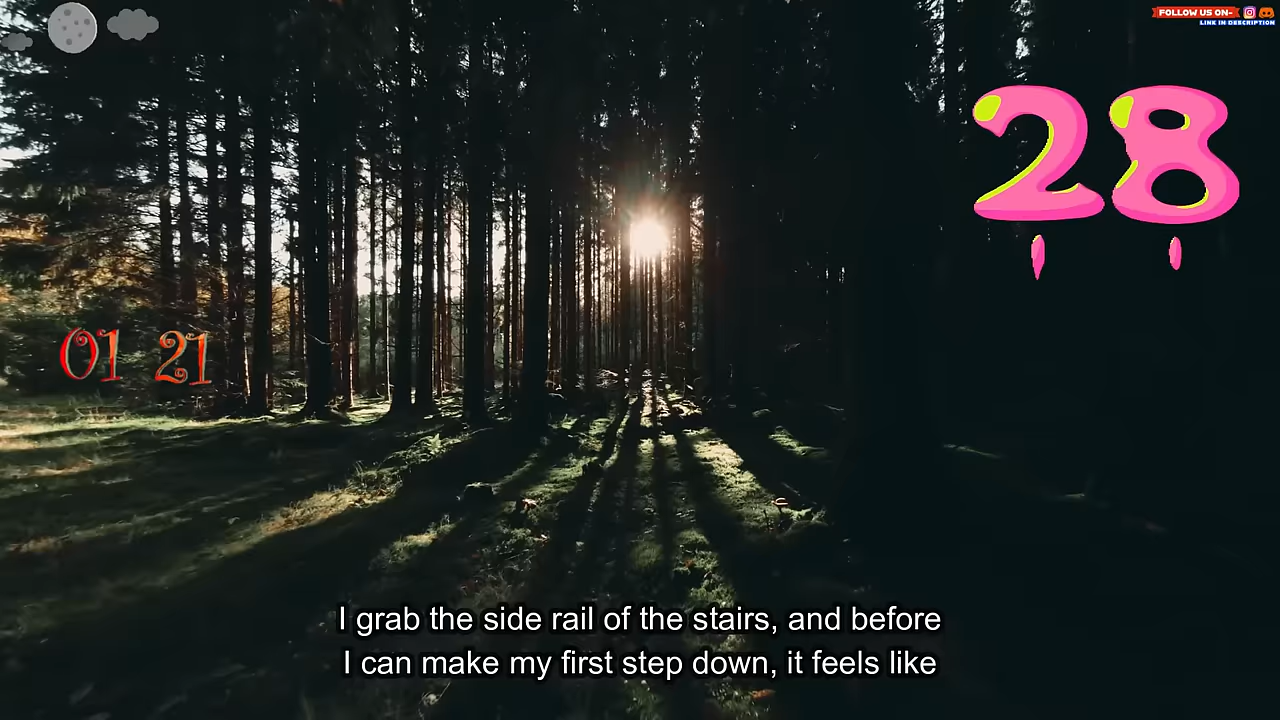 FOLLOW US ON-
LINK IN DESCRIPTION
28
01 21
I grab the side rail of the stairs, and before
I can make my first step down, it feels like